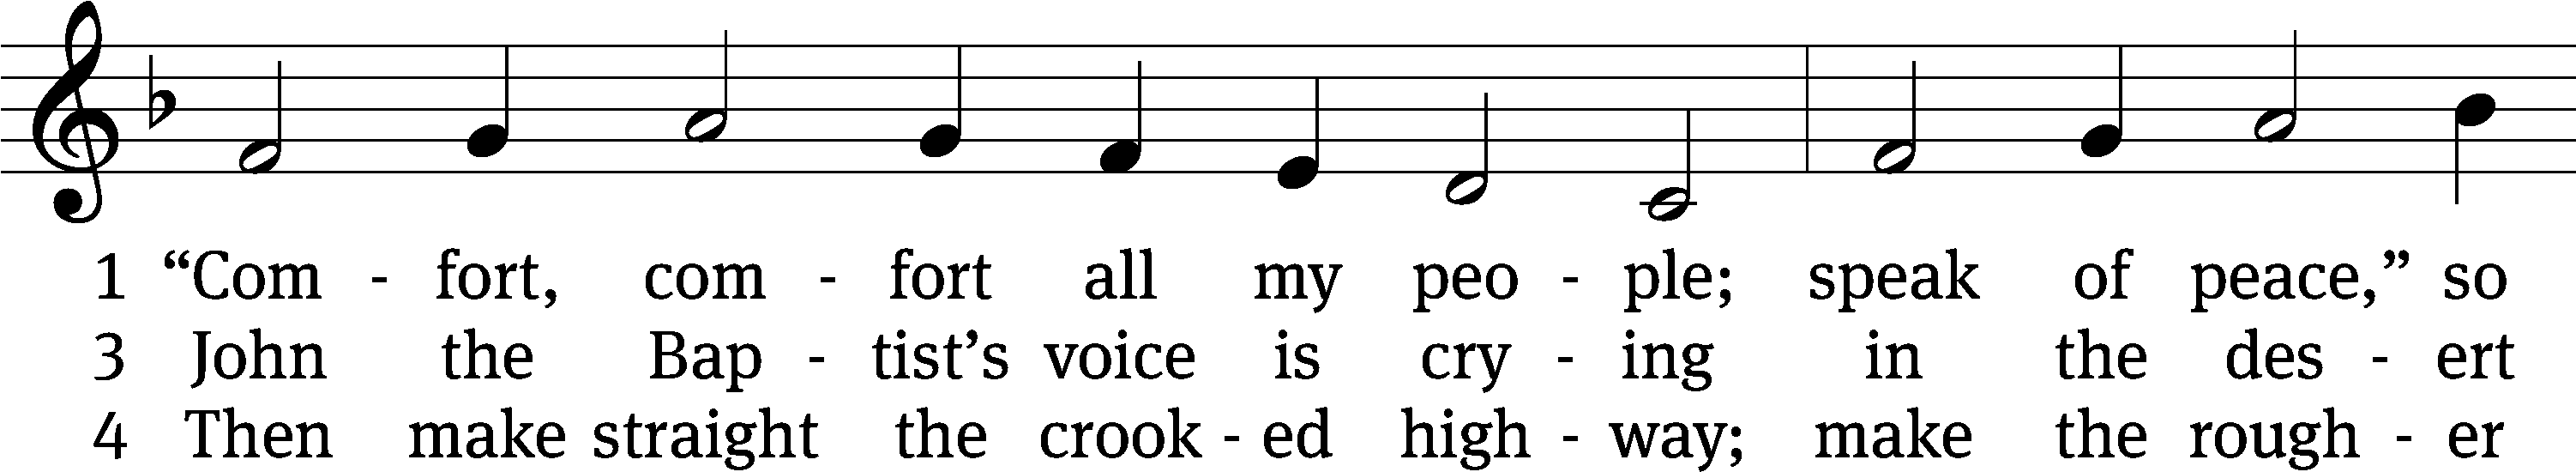 1 “Com - fort, com - fort all my peo - ple; speak of peace,” so
3 John the Bap - tist’s voice is cry - ing in the des - ert
4 Then make straight the crook - ed high - way; make the rough - er